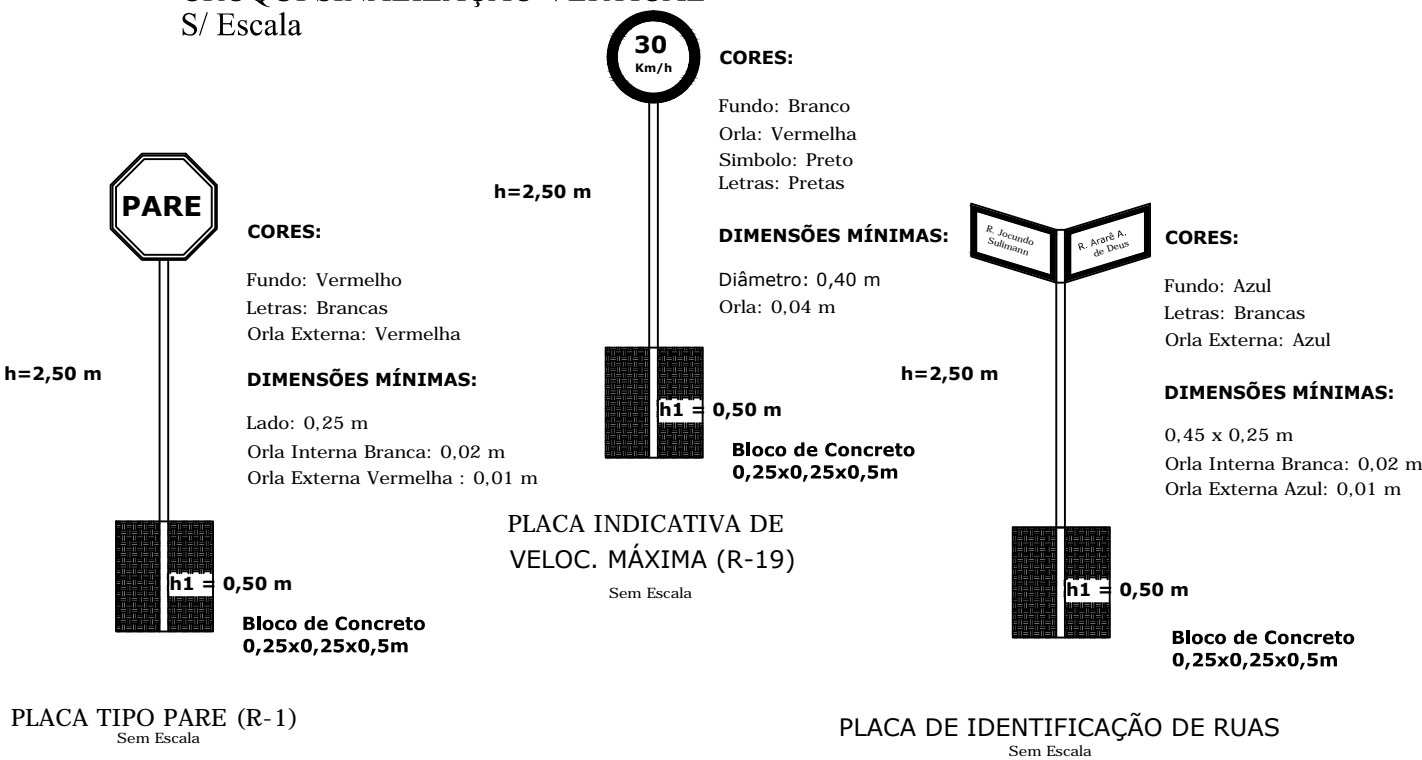 S/ Escala
PARE
CORES:
Fundo: Vermelho
Letras: Brancas
Orla Externa: Vermelha
DIMENSÕES MÍNIMAS:
Lado: 0,25 m
Orla Interna Branca: 0,02 m
Orla Externa Vermelha : 0,01 m
h=2,50 m
h1 = 0,50 m
Bloco de Concreto
0,25x0,25x0,5m
PLACA TIPO PARE (R-1)
Sem Escala
30
Km/h
CORES:
Fundo: Branco
Orla: Vermelha
Simbolo: Preto
Letras: Pretas
h=2,50 m
DIMENSÕES MÍNIMAS:
Diâmetro: 0,40 m
Orla: 0,04 m
h1 = 0,50 m
Bloco de Concreto
0,25x0,25x0,5m
PLACA INDICATIVA DE
VELOC. MÁXIMA (R-19)
Sem Escala
R. Jocundo
Sulimann
R. Ararê A.
de Deus
CORES:
Fundo: Azul
Letras: Brancas
Orla Externa: Azul
h=2,50 m
DIMENSÕES MÍNIMAS:
0,45 x 0,25 m
Orla Interna Branca: 0,02 m
Orla Externa Azul: 0,01 m
h1 = 0,50 m
Bloco de Concreto
0,25x0,25x0,5m
PLACA DE IDENTIFICAÇÃO DE RUAS
Sem Escala